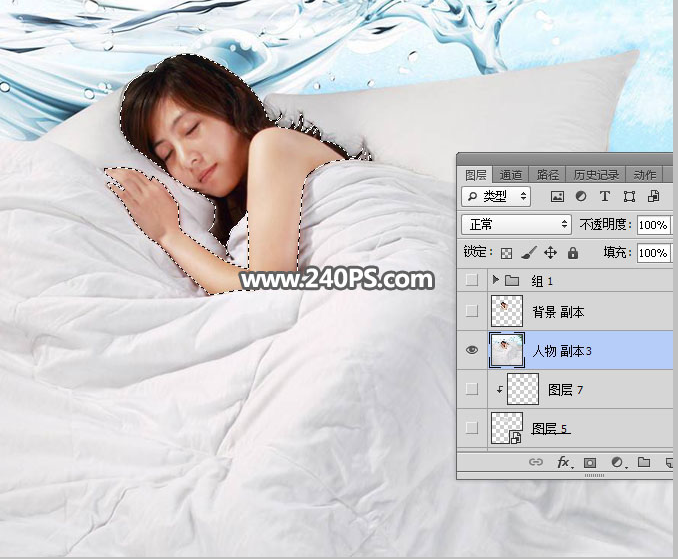 图层 通道 路径 历史记录 动作
类型
正常 不透明度: 100%
锁定: 填充: 100%
组 1
背景 副本
www.240PS.com
人物 副本3
图层 7
图层 5
fx